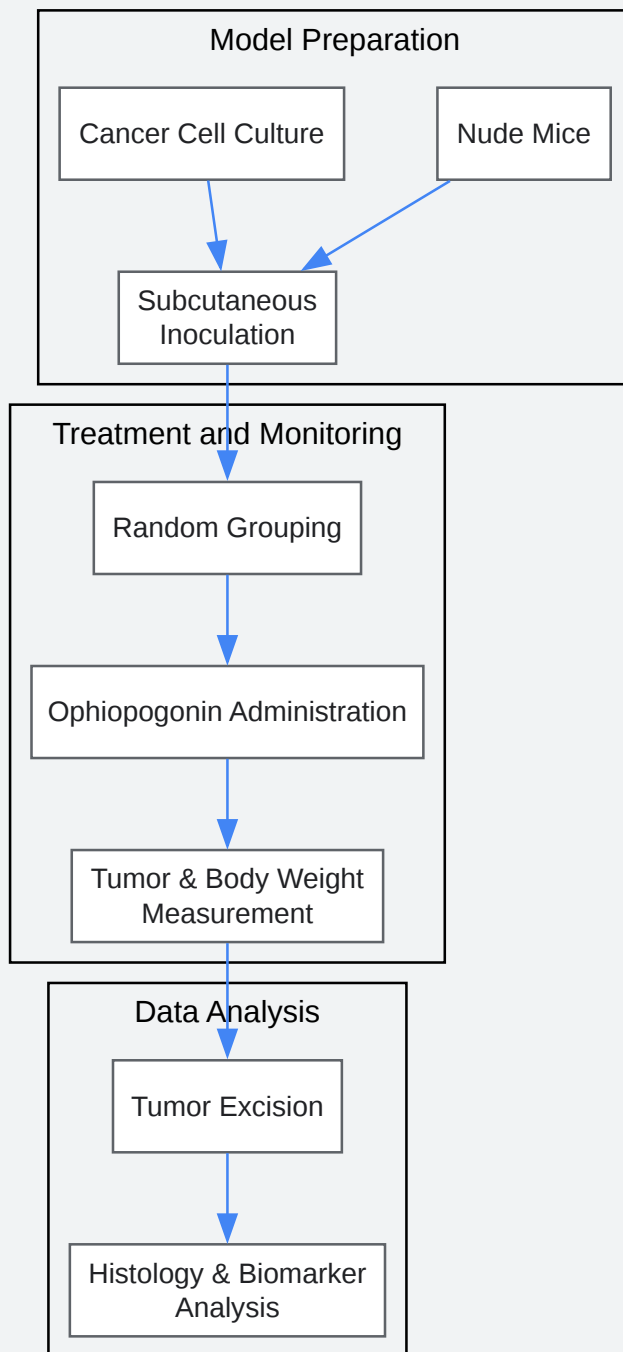 Model Preparation
Cancer Cell Culture
Nude Mice
Subcutaneous
Inoculation
Treatment and Monitoring
Random Grouping
Ophiopogonin Administration
Tumor & Body Weight
Measurement
Data Analysis
Tumor Excision
Histology & Biomarker
Analysis